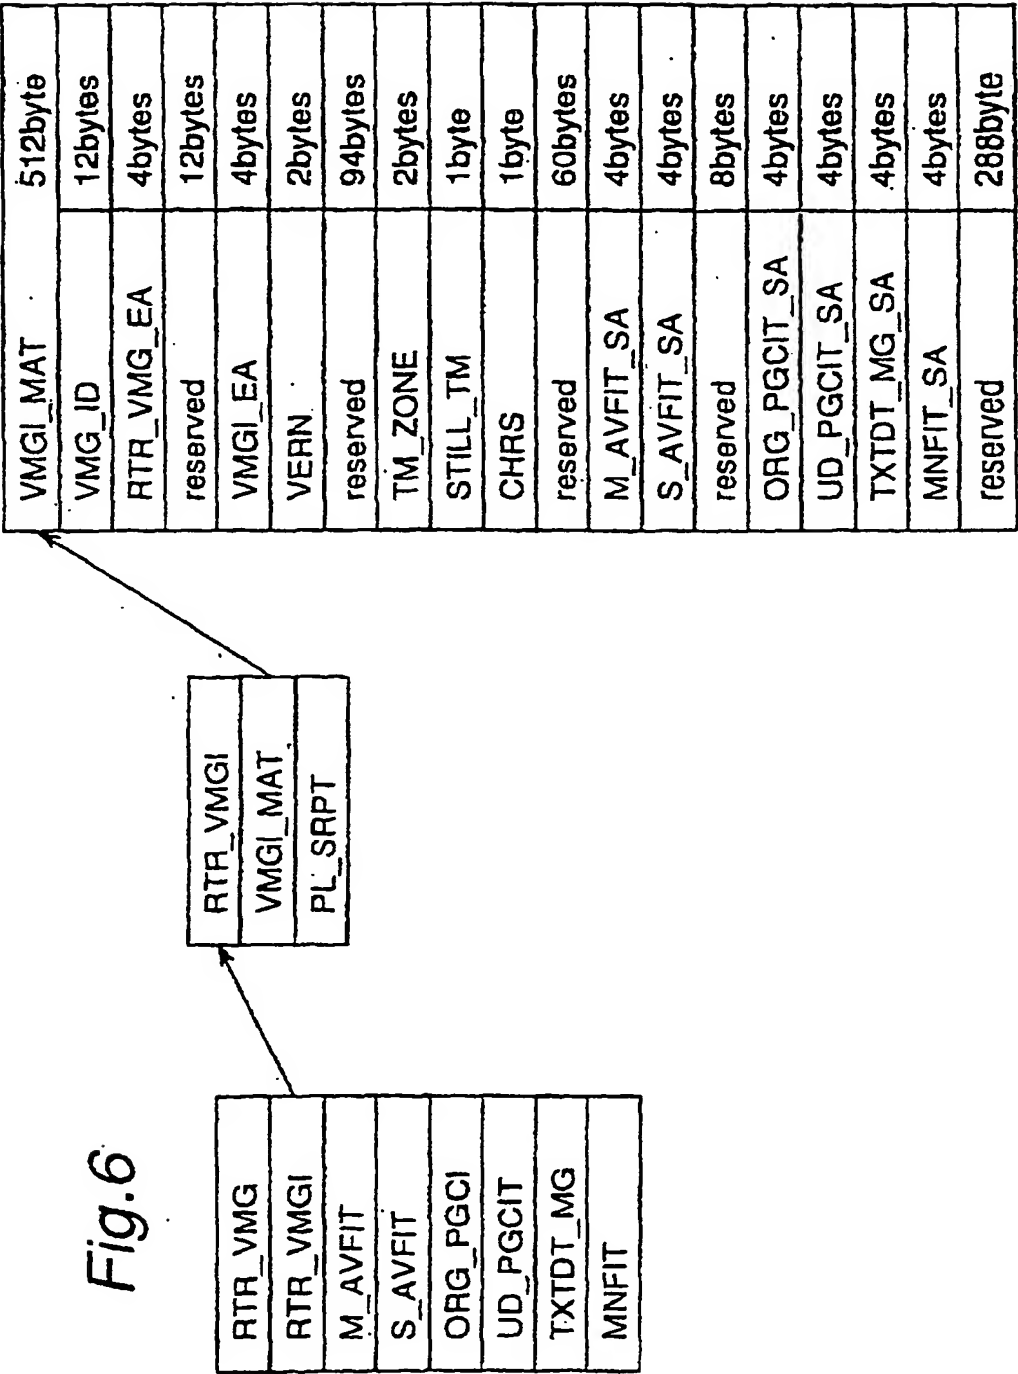 Fig.6
RTR_VMG
RTR_VMGI
M_AVFIT
S_AVFIT
ORG_PGCI
UD_PGCIT
TXTDT_MG
MNFIT
RTR_VMGI
VMGI_MAT
PL_SRPT
VMGI_MAT 512byte
VMG_ID 12bytes
RTR_VMG_EA 4bytes
reserved 12bytes
VMGI_EA 4bytes
VERN 2bytes
reserved 94bytes
TM_ZONE 2bytes
STILL_TM 1byte
CHRS 1byte
reserved 60bytes
M_AVFIT_SA 4bytes
S_AVFIT_SA 4bytes
reserved 8bytes
ORG_PGCIT_SA 4bytes
UD_PGCIT_SA 4bytes
TXTDT_MG_SA 4bytes
MNFIT_SA 4bytes
reserved 288byte